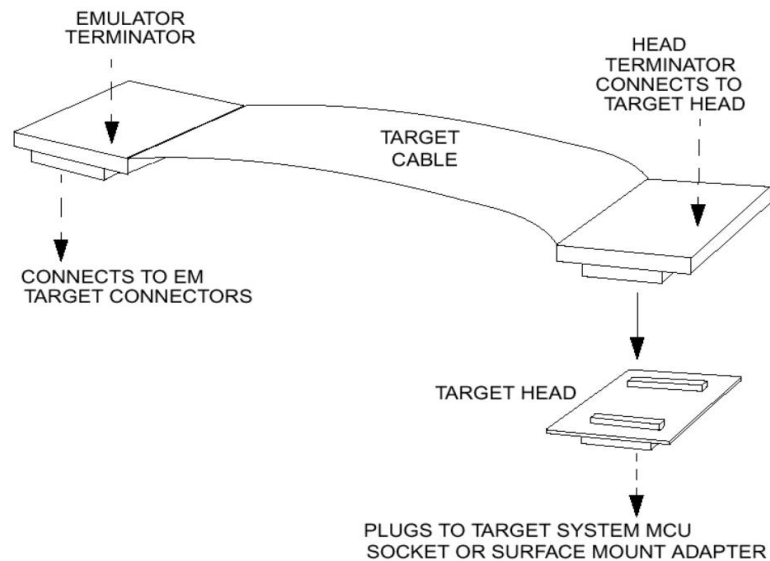 EMULATOR
TERMINATOR
HEAD
TERMINATOR
CONNECTS TO
TARGET HEAD
TARGET
CABLE
CONNECTS TO EM
TARGET CONNECTORS
TARGET HEAD
PLUGS TO TARGET SYSTEM MCU
SOCKET OR SURFACE MOUNT ADAPTER